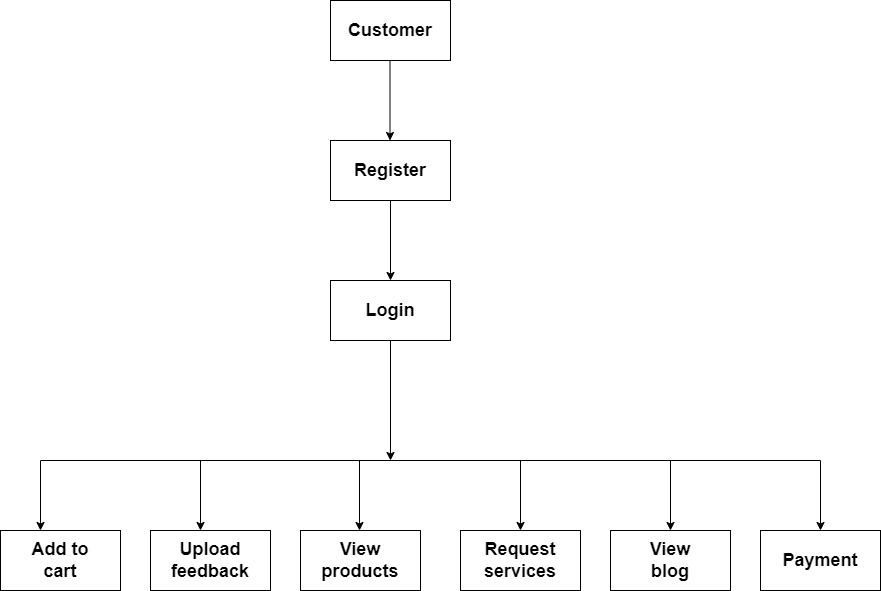 Customer
Register
Login
Add to
cart
Upload
feedback
View
products
Request
services
View
blog
Payment